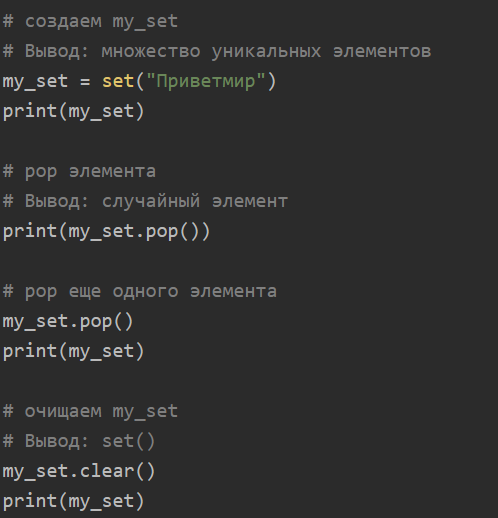 # создаем my_set
# Вывод: множество уникальных элементов
my_set = set("Приветмир")
print(my_set)
# pop элемента
# Вывод: случайный элемент
print(my_set.pop())
# pop еще одного элемента
my_set.pop()
print(my_set)
# очищаем my_set
# Вывод: set()
my_set.clear()
print(my_set)